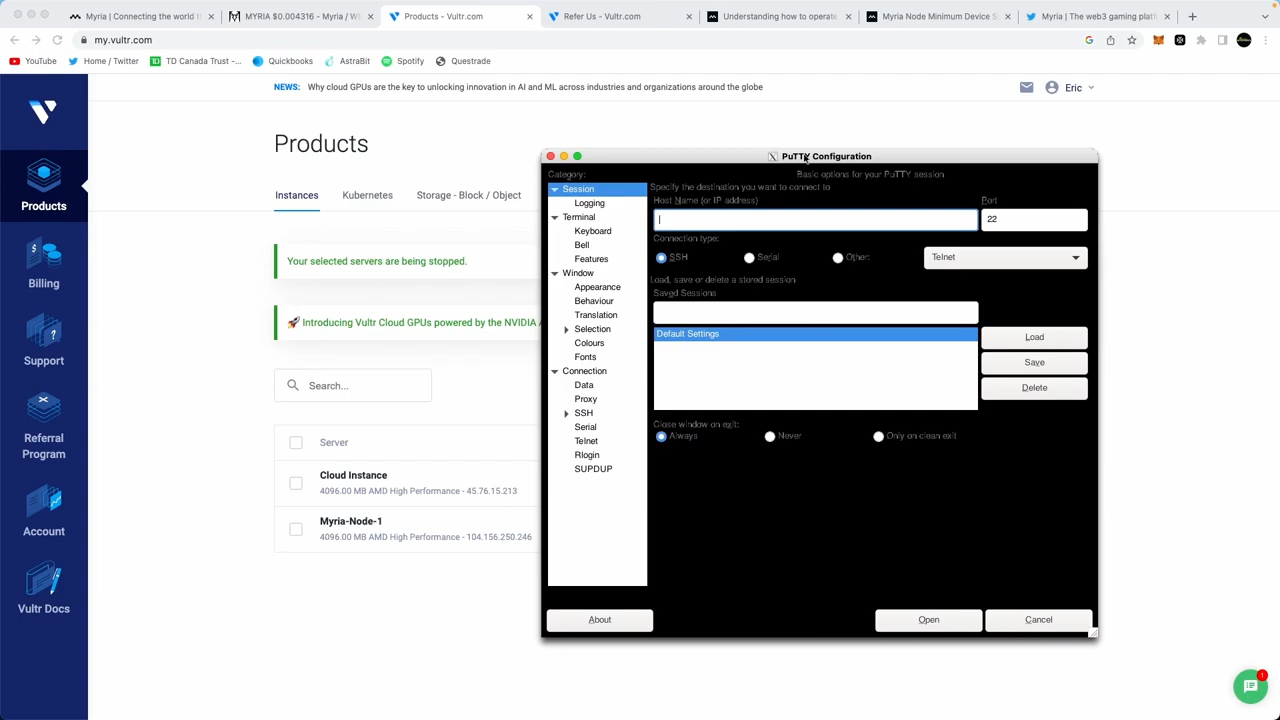 Myria | Connecting the world t
MYRIA $0.004316 - Myria / WE
Products - Vultr.com
Refer Us - Vultr.com
Understanding how to operate
Myria Node Minimum Device S
Myria | The web3 gaming platf
my.vultr.com
YouTube
Home / Twitter
TD Canada Trust -...
Quickbooks
AstraBit
Spotify
Questrade
NEWS: Why cloud GPUs are the key to unlocking innovation in AI and ML across industries and organizations around the globe
Eric
Products
Billing
Support
Referral
Program
Account
Vultr Docs
Products
Instances
Kubernetes
Storage - Block / Object
Your selected servers are being stopped.
🚀 Introducing Vultr Cloud GPUs powered by the NVIDIA
Search...
Server
Cloud Instance
4096.00 MB AMD High Performance - 45.76.15.213
Myria-Node-1
4096.00 MB AMD High Performance - 104.156.250.246
PuTTY Configuration
Category:
Session
Logging
Terminal
Keyboard
Bell
Features
Window
Appearance
Behaviour
Translation
Selection
Colours
Fonts
Connection
Data
Proxy
SSH
Serial
Telnet
Rlogin
SUPDUP
Basic options for your PuTTY session
Specify the destination you want to connect to
Host Name (or IP address)
Port
22
Connection type:
SSH
Serial
Other:
Telnet
Load, save or delete a stored session
Saved Sessions
Default Settings
Load
Save
Delete
Close window on exit:
Always
Never
Only on clean exit
About
Open
Cancel
1